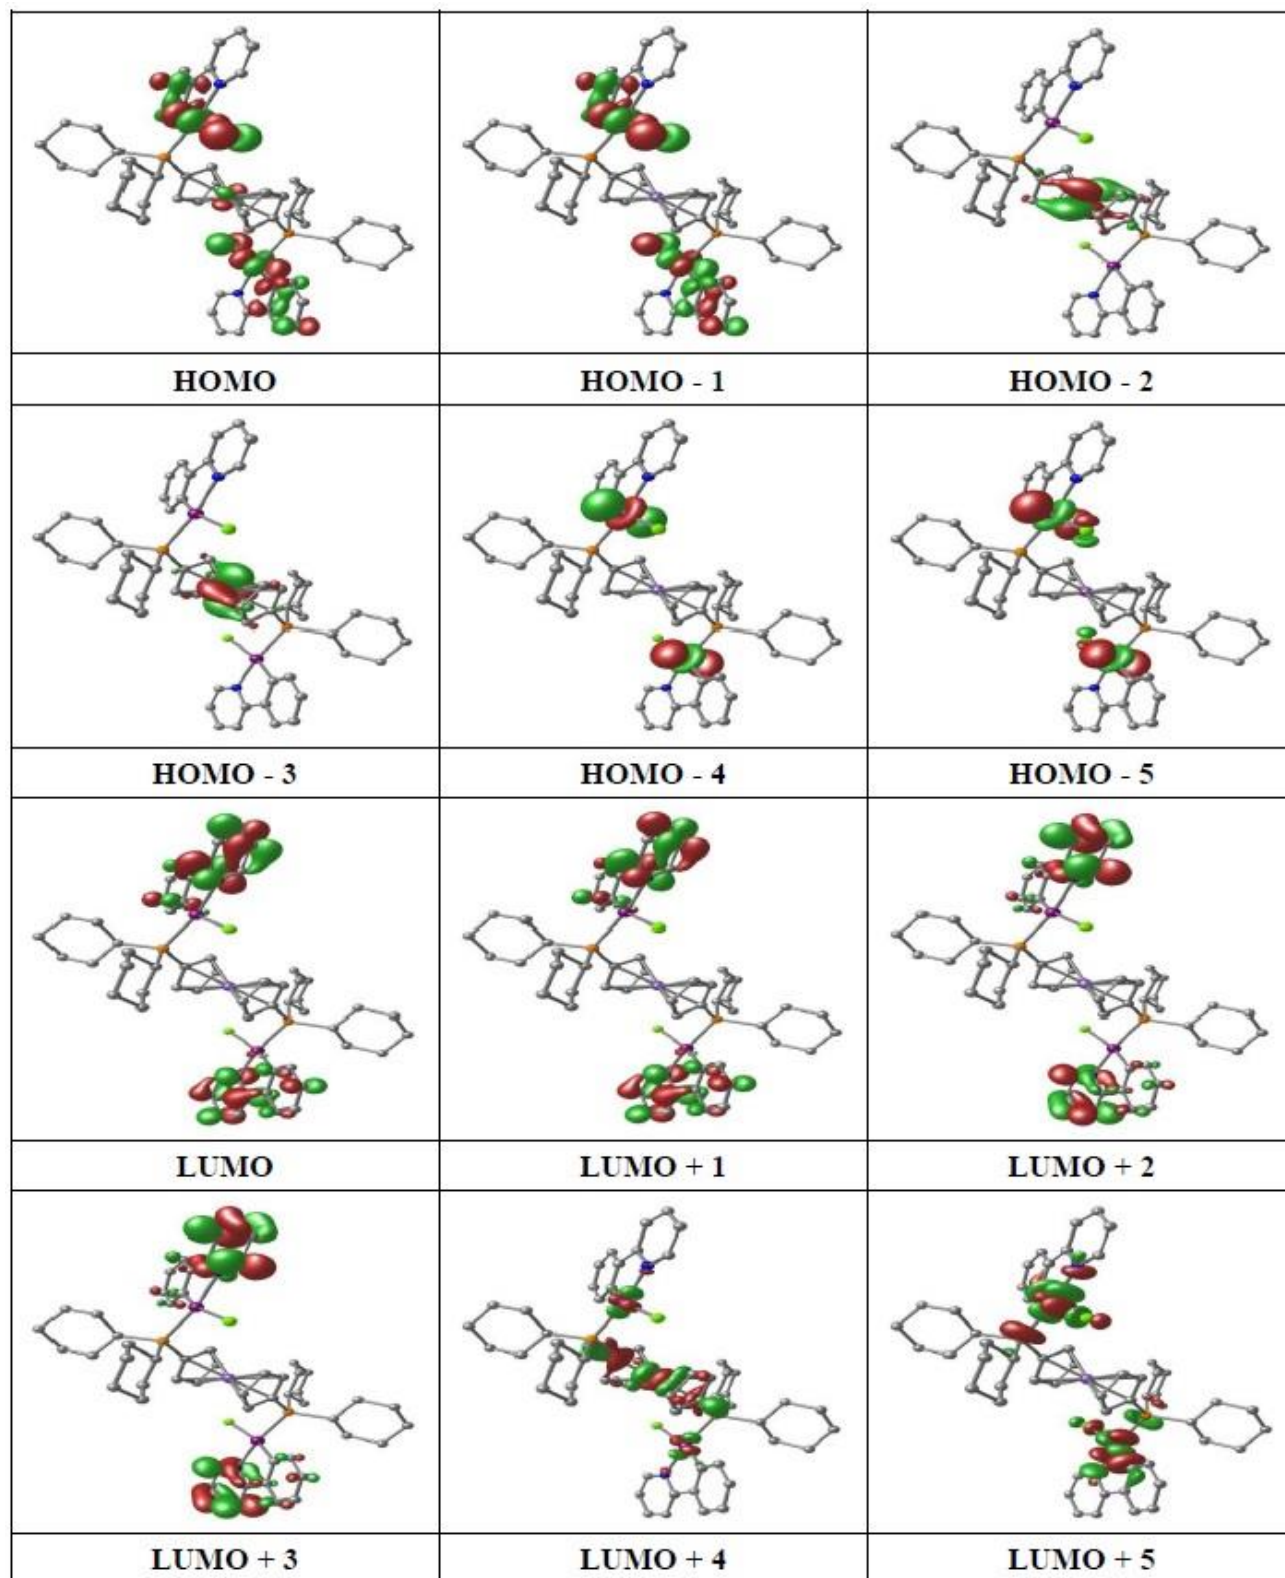 HOMO
HOMO - 1
HOMO - 2
HOMO - 3
HOMO - 4
HOMO - 5
LUMO
LUMO + 1
LUMO + 2
LUMO + 3
LUMO + 4
LUMO + 5